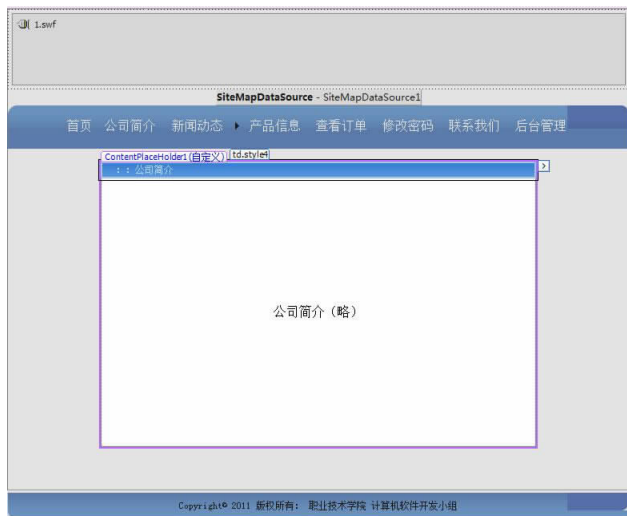 1.swf
SiteMapDataSource - SiteMapDataSource1
首页 公司简介 新闻动态 产品信息 查看订单 修改密码 联系我们 后台管理
ContentPlaceHolder1 (自定义) td.style4
: : 公司简介
公司简介（略）
Copyright© 2011 版权所有： 职业技术学院 计算机软件开发小组